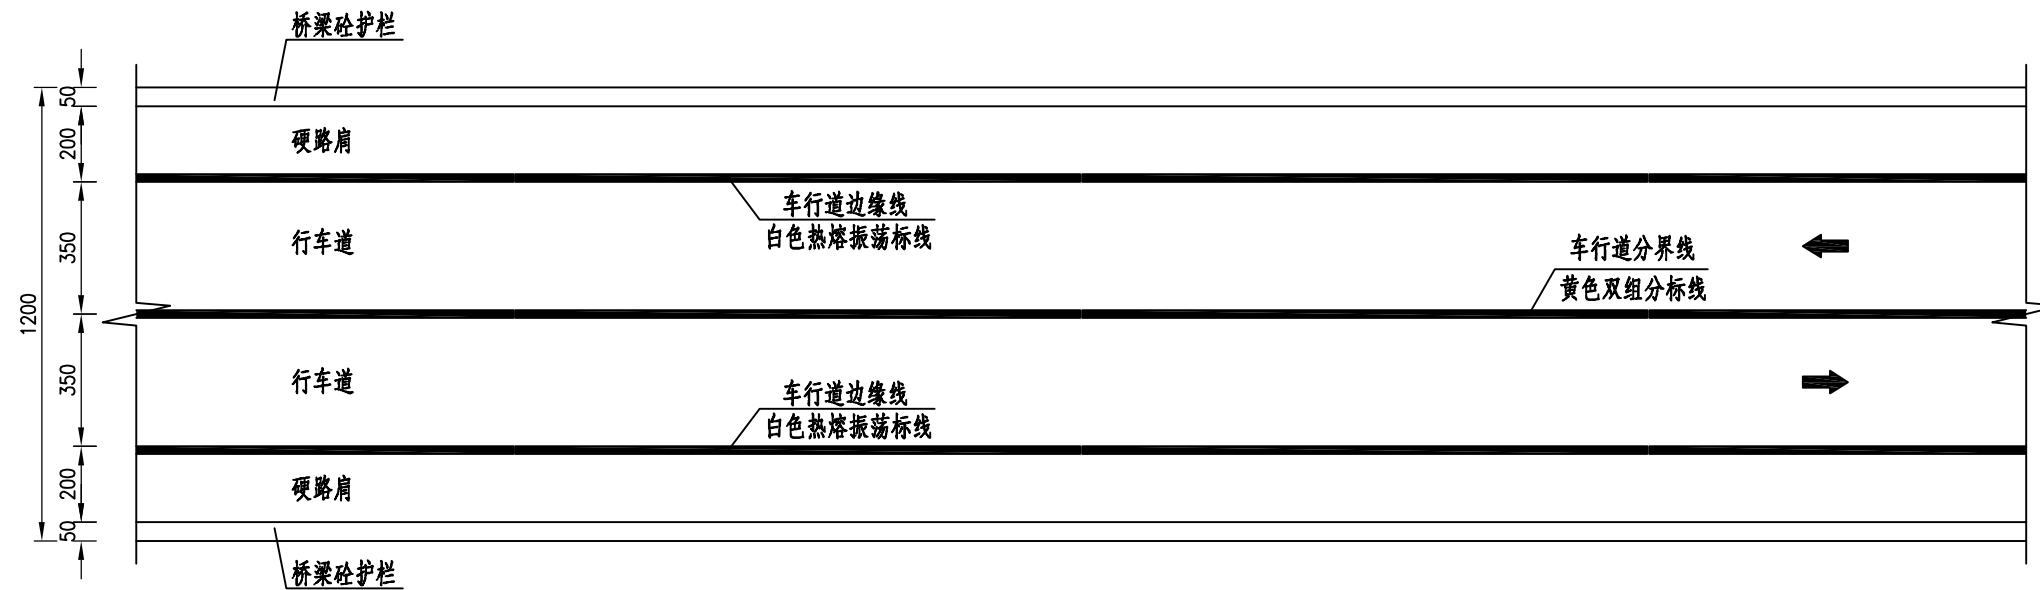 桥梁砼护栏
50
200
硬路肩
车行道边缘线
白色热熔振荡标线
350
行车道
车行道分界线
黄色双组分标线
1200
350
行车道
车行道边缘线
白色热熔振荡标线
200
硬路肩
50
桥梁砼护栏